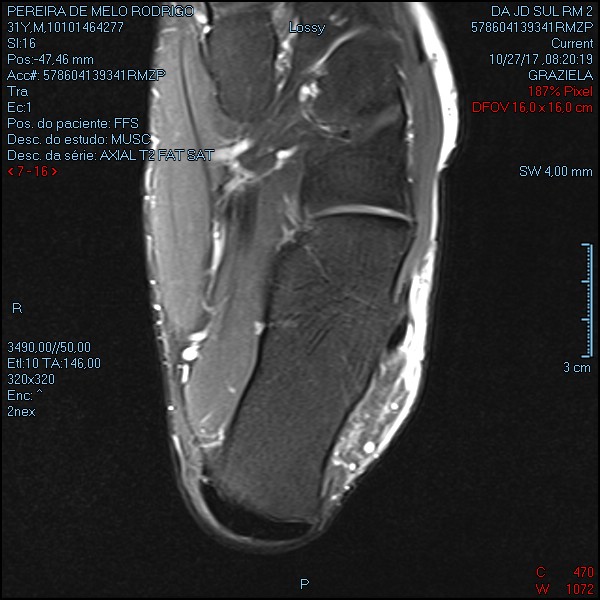 PEREIRA DE MELO RODRIGO
31Y,M,10101464277
Sl:16
Pos:-47,46 mm
Acc#: 578604139341RMZP
Tra
Ec:1
Pos. do paciente: FFS
Desc. do estudo: MUSC
Desc. da série: AXIAL T2 FAT SAT
< 7 - 16 >
Lossy
DA JD SUL RM 2
578604139341RMZP
Current
10/27/17 ,08:20:19
GRAZIELA
187% Pixel
DFOV 16,0 x 16,0 cm
SW 4,00 mm
R
3490,00//50,00
Etl:10 TA:146,00
320x320
Enc: ^
2nex
3 cm
P
C 470
W 1072